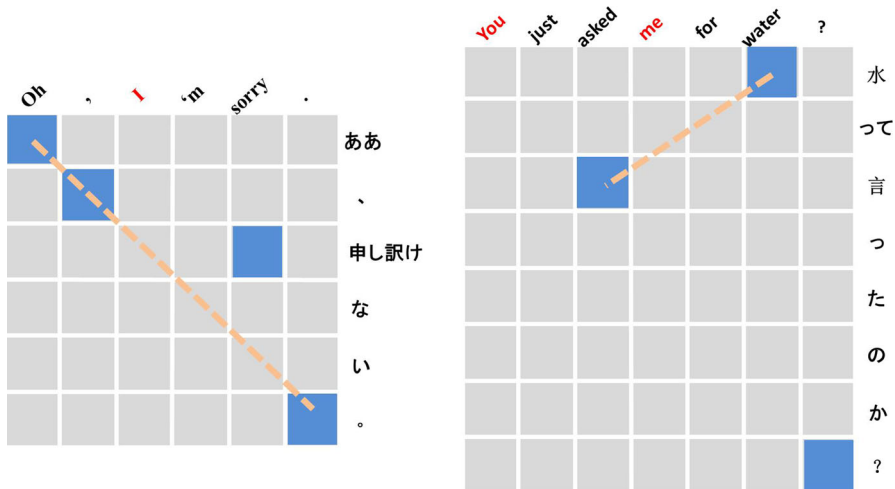 Oh , I 'm sorry .
ああ
、
申し訳け
な
い
。
You just asked me for water ?
水
って
言
っ
た
の
か
?